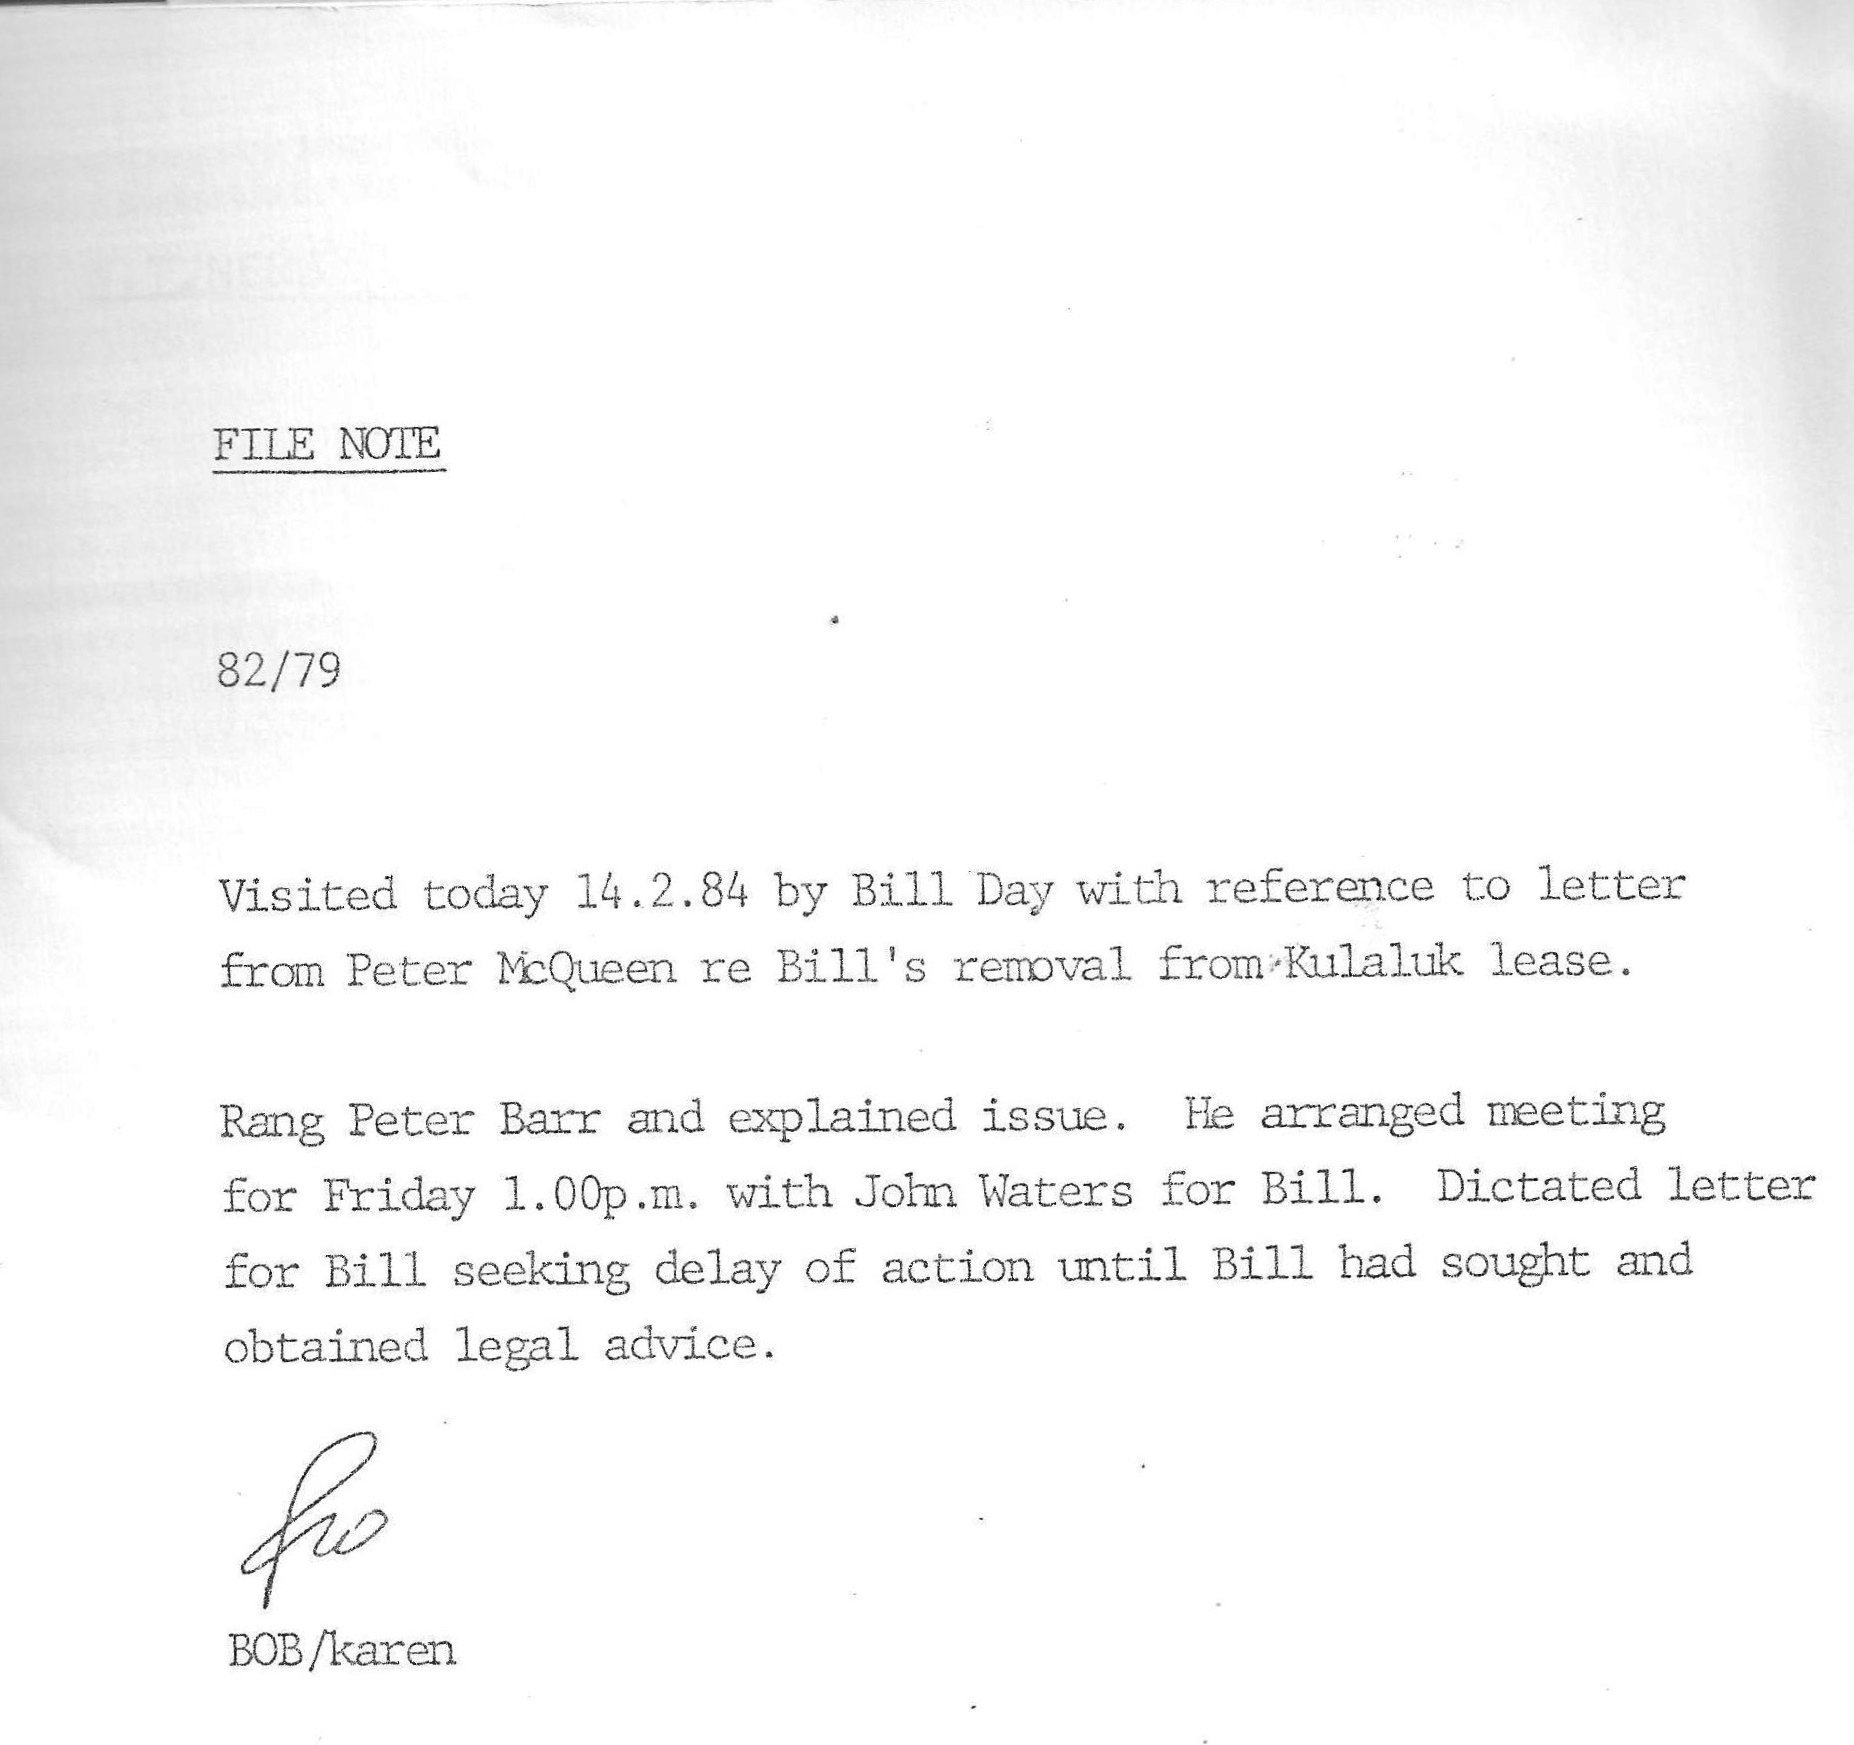 FILE NOTE
82/79
Visited today 14.2.84 by Bill Day with reference to letter
from Peter McQueen re Bill's removal from Kulaluk lease.
Rang Peter Barr and explained issue.  He arranged meeting
for Friday 1.00p.m. with John Waters for Bill.  Dictated letter
for Bill seeking delay of action until Bill had sought and
obtained legal advice.
BOB/karen